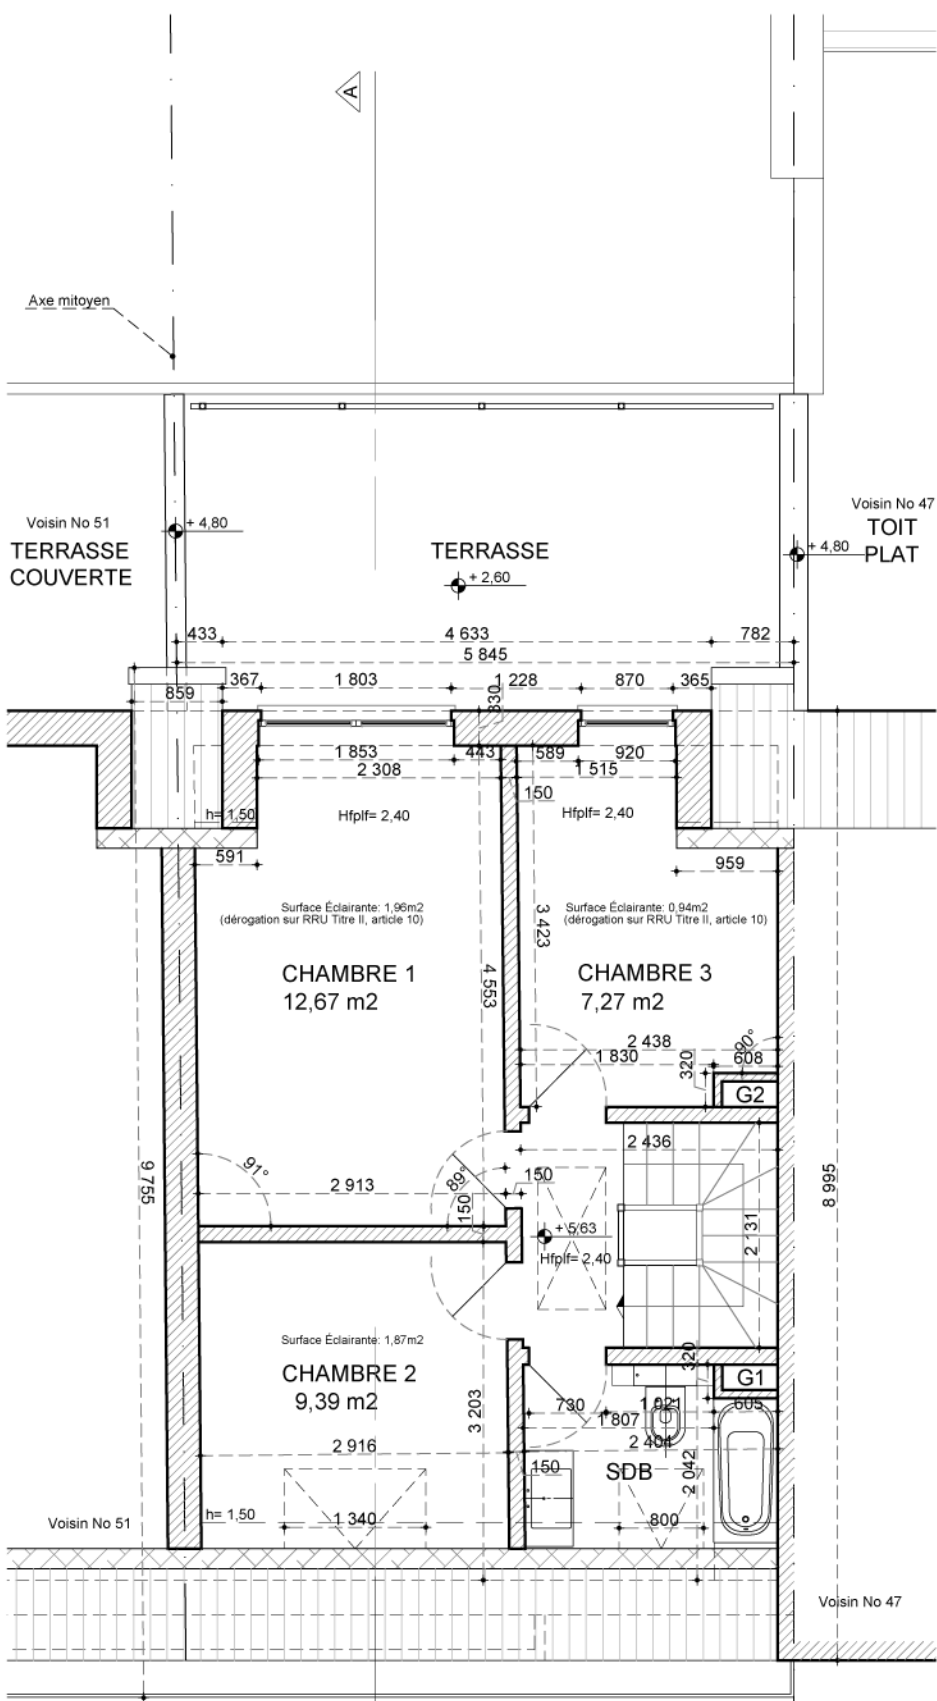 A
Axe mitoyen
Voisin No 51
TERRASSE
COUVERTE
+ 4,80
TERRASSE
+ 2,60
Voisin No 47
TOIT
PLAT
+ 4,80
433
4 633
782
5 845
367
1 803
1 228
870
365
859
330
1 853
443
589
920
2 308
1 515
150
h= 1,50
Hfplf= 2,40
Hfplf= 2,40
591
959
Surface Éclairante: 1,96m2
(dérogation sur RRU Titre II, article 10)
Surface Éclairante: 0,94m2
(dérogation sur RRU Titre II, article 10)
3 423
4 553
CHAMBRE 1
12,67 m2
CHAMBRE 3
7,27 m2
2 438
90°
1 830
608
320
G2
2 436
9 755
91°
2 913
89°
150
150
8 995
+ 5,63
Hfplf= 2,40
2 131
Surface Éclairante: 1,87m2
CHAMBRE 2
9,39 m2
320
G1
730
1 021
605
1 807
3 203
2 916
2 404
150
SDB
2 042
h= 1,50
1 340
800
Voisin No 51
Voisin No 47